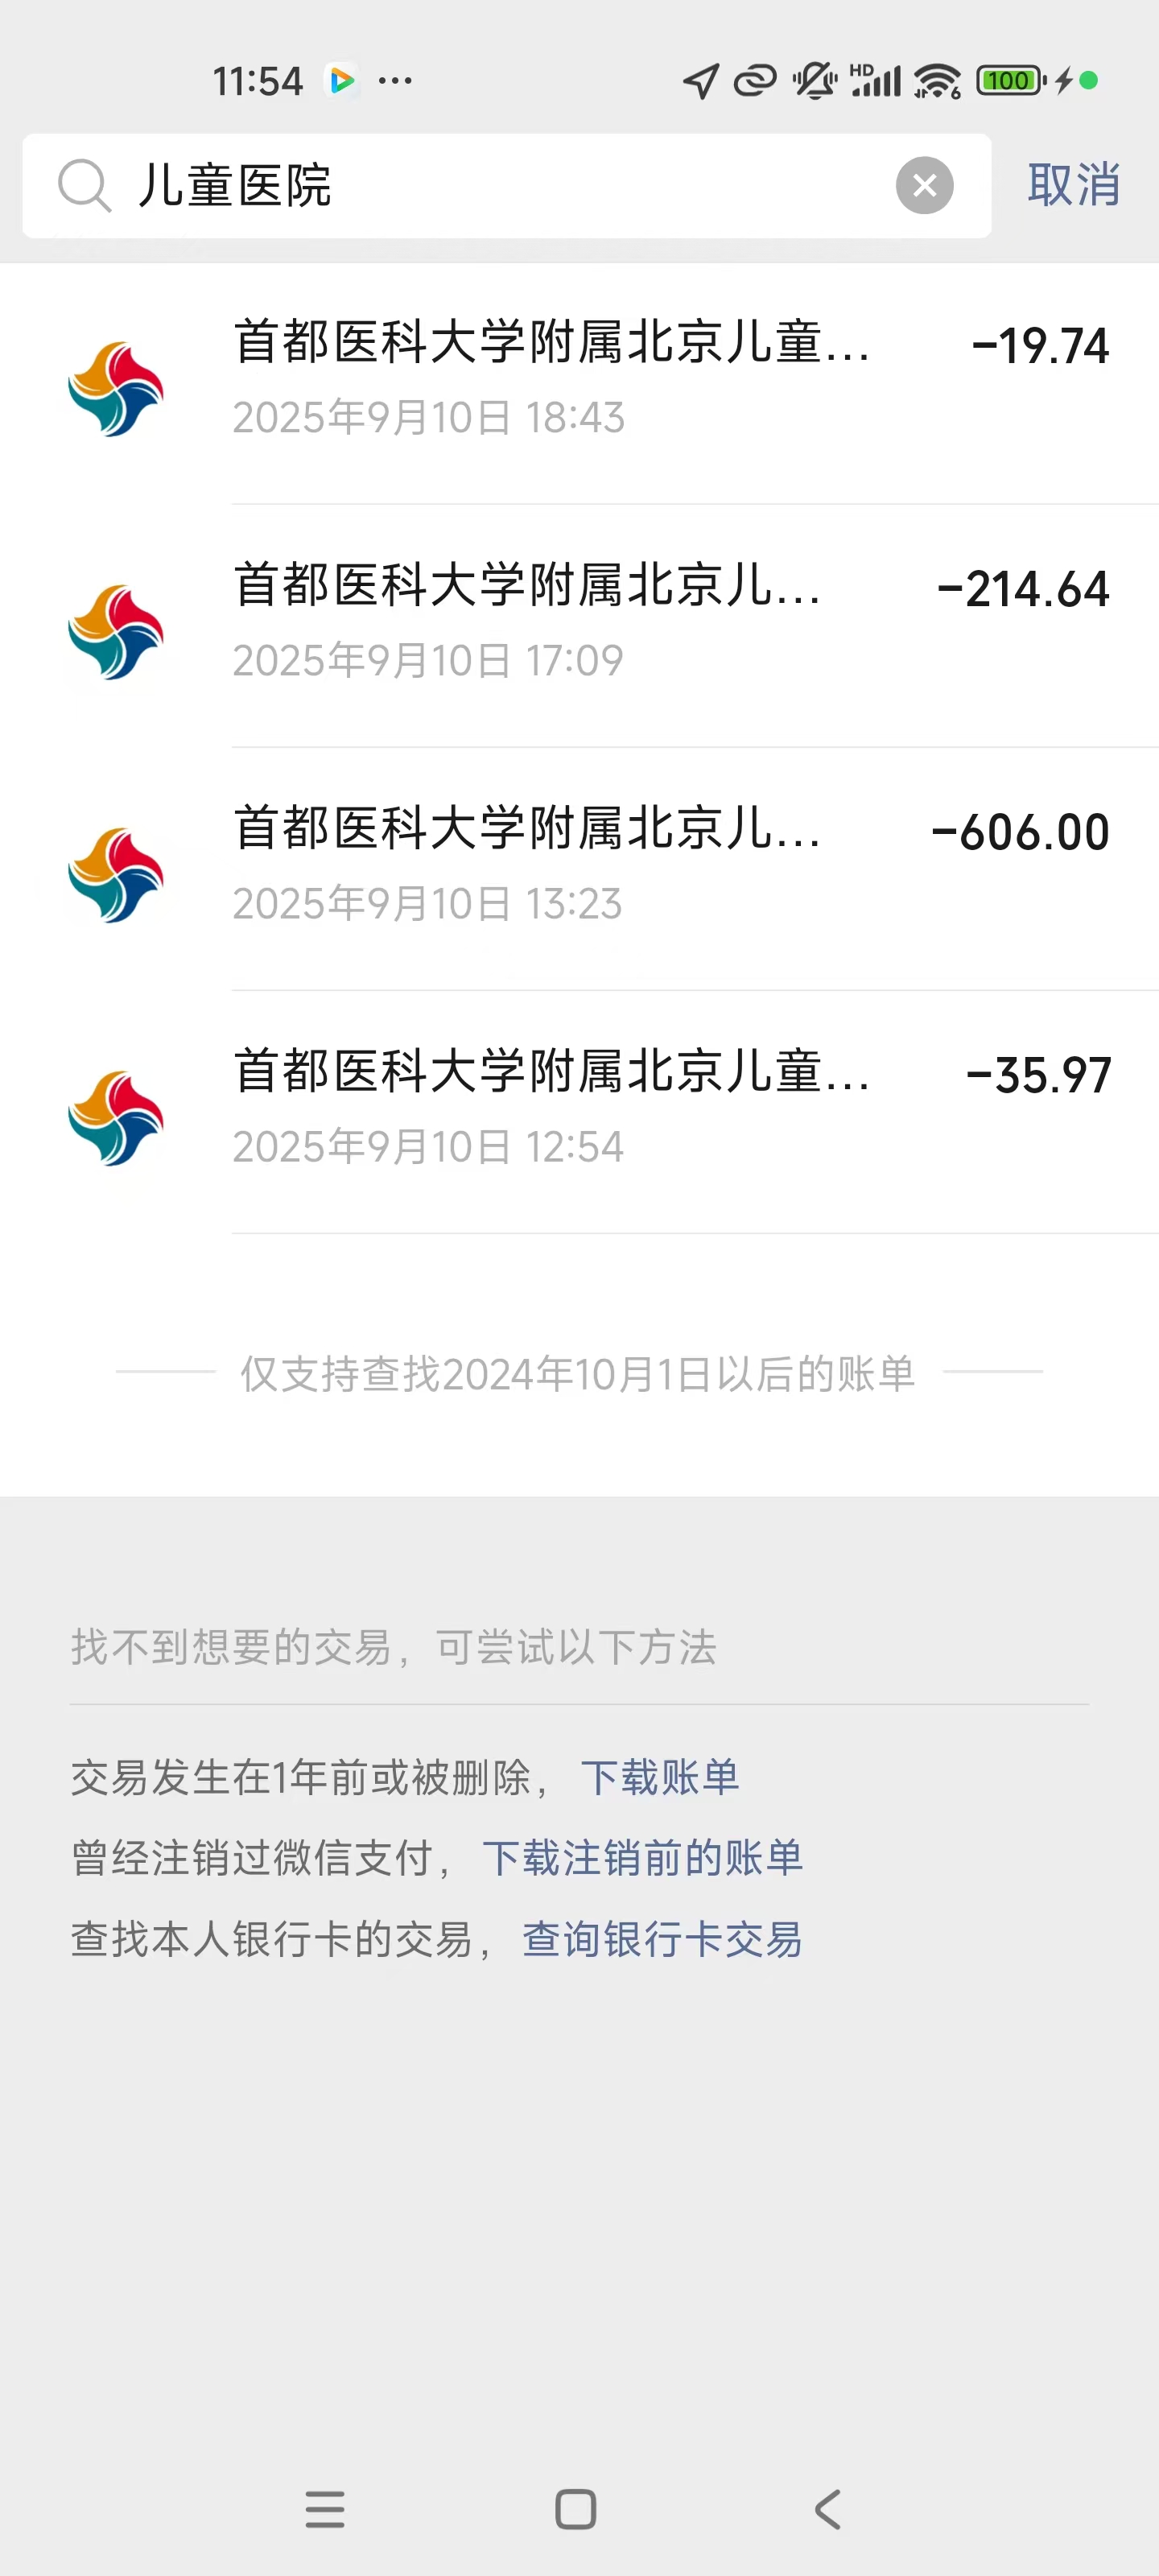 11:54 ... HD 6 100
儿童医院 取消
首都医科大学附属北京儿童... -19.74
2025年9月10日 18:43
首都医科大学附属北京儿... -214.64
2025年9月10日 17:09
首都医科大学附属北京儿... -606.00
2025年9月10日 13:23
首都医科大学附属北京儿童... -35.97
2025年9月10日 12:54
仅支持查找2024年10月1日以后的账单
找不到想要的交易，可尝试以下方法
交易发生在1年前或被删除，下载账单
曾经注销过微信支付，下载注销前的账单
查找本人银行卡的交易，查询银行卡交易